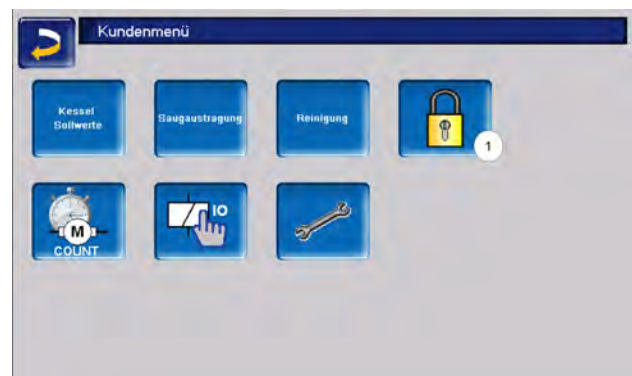 Kundenmenü
Kessel
Sollwerte
Saugaustragung
Reinigung
1
M
COUNT
IO